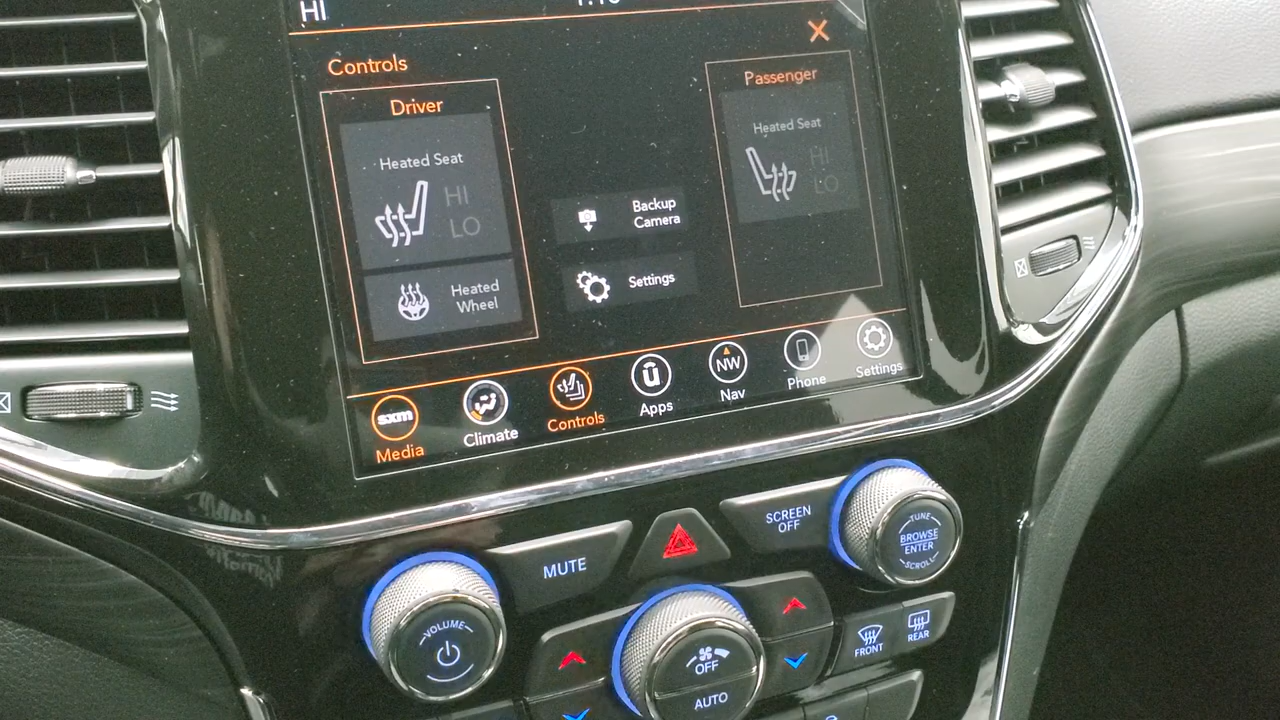 HI
Controls
Driver
Heated Seat
HI
LO
Heated
Wheel
Backup
Camera
Settings
Passenger
Heated Seat
HI
LO
sxm
Media
Climate
Controls
ū
Apps
NW
Nav
Phone
Settings
MUTE
SCREEN
OFF
TUNE
BROWSE
ENTER
SCROLL
VOLUME
OFF
AUTO
FRONT
REAR